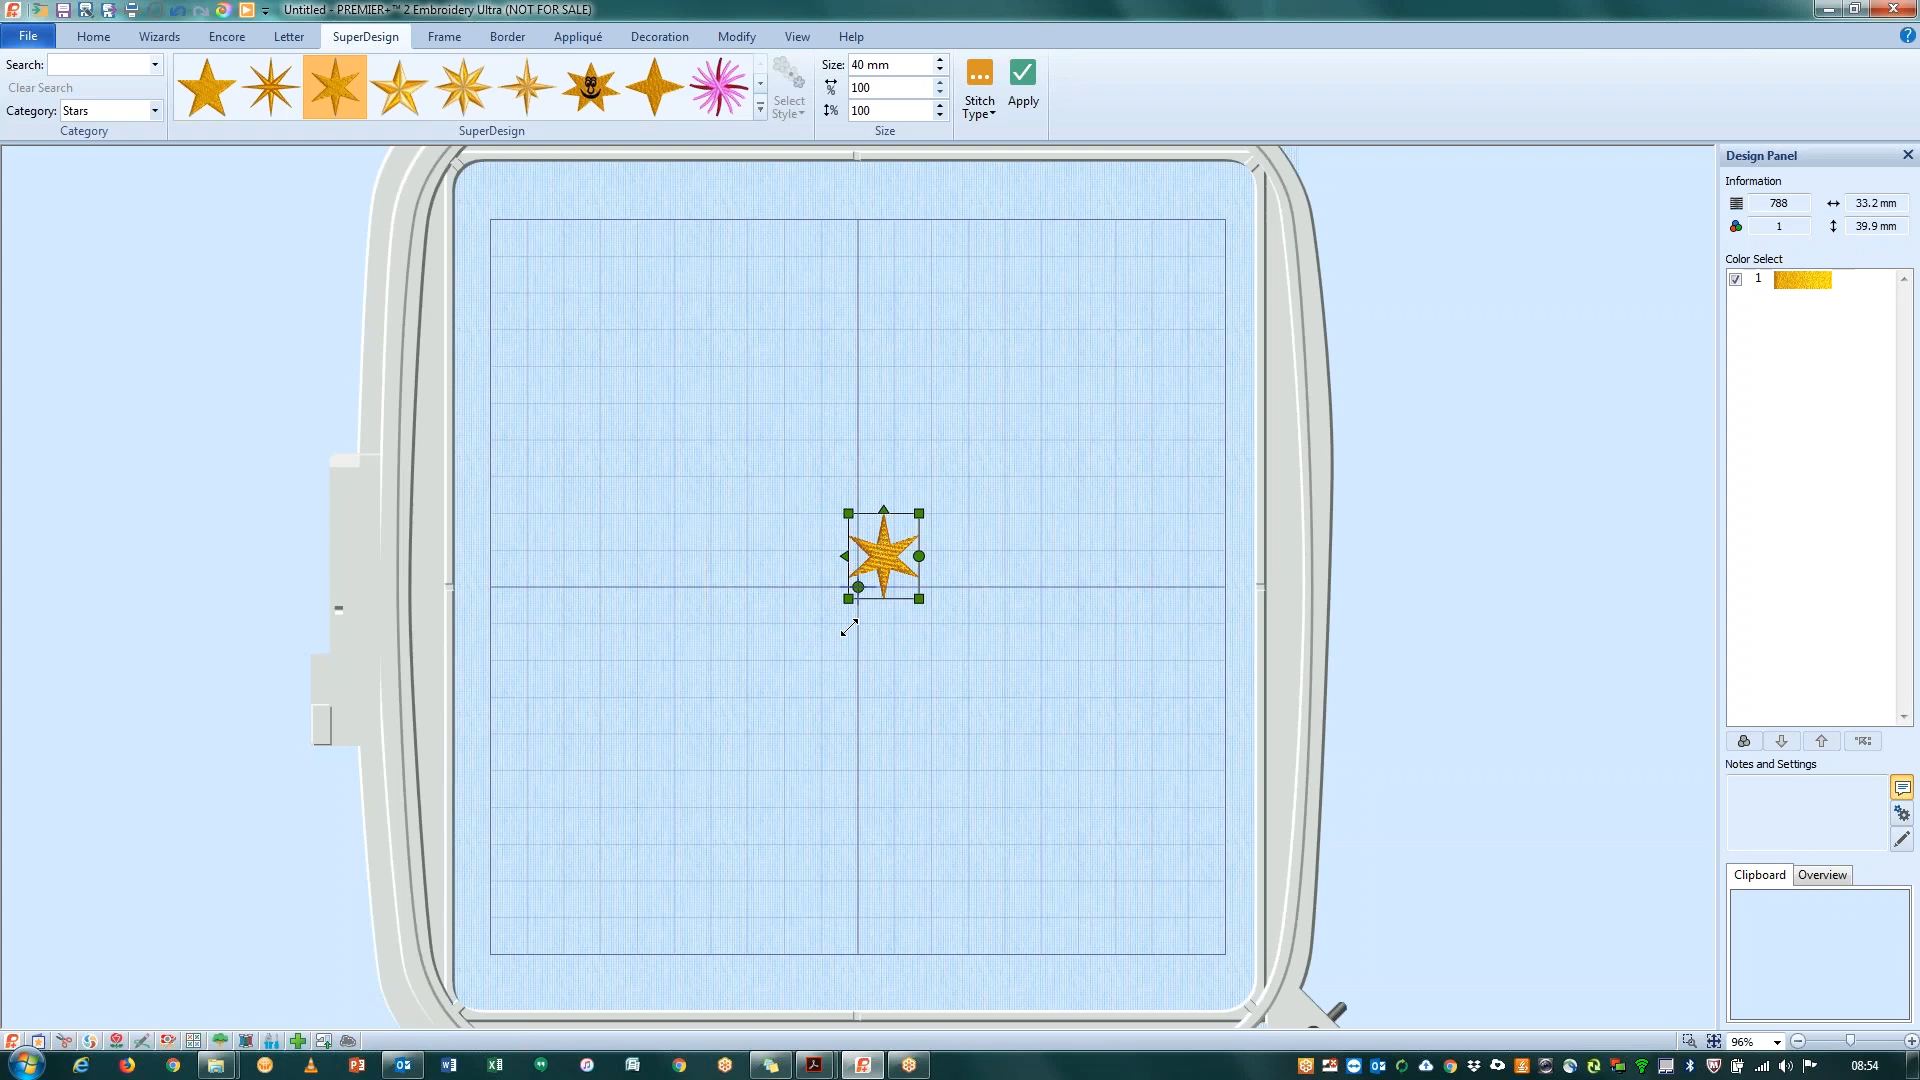 Untitled - PREMIER+™ 2 Embroidery Ultra (NOT FOR SALE)
File Home Wizards Encore Letter SuperDesign Frame Border Appliqué Decoration Modify View Help
Search:
Clear Search
Category: Stars
Category
SuperDesign
Select
Style
Size: 40 mm
% 100
% 100
Size
Stitch
Type
Apply
Design Panel
Information
788 33.2 mm
1 39.9 mm
Color Select
1
Notes and Settings
Clipboard Overview
96%
08:54